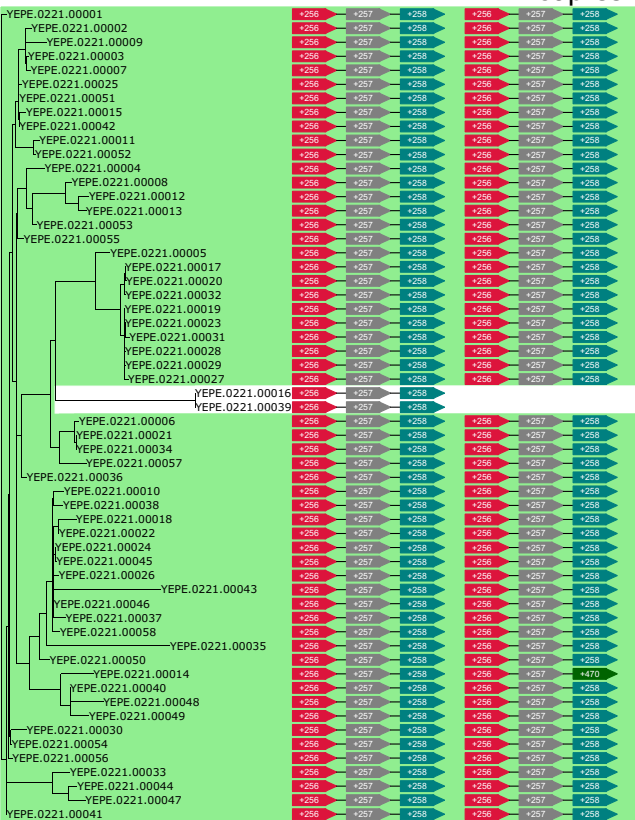 YEPE.0221.00001 +256 +257 +258 +256 +257 +258
YEPE.0221.00002 +256 +257 +258 +256 +257 +258
YEPE.0221.00009 +256 +257 +258 +256 +257 +258
YEPE.0221.00003 +256 +257 +258 +256 +257 +258
YEPE.0221.00007 +256 +257 +258 +256 +257 +258
YEPE.0221.00025 +256 +257 +258 +256 +257 +258
YEPE.0221.00051 +256 +257 +258 +256 +257 +258
YEPE.0221.00015 +256 +257 +258 +256 +257 +258
YEPE.0221.00042 +256 +257 +258 +256 +257 +258
YEPE.0221.00011 +256 +257 +258 +256 +257 +258
YEPE.0221.00052 +256 +257 +258 +256 +257 +258
YEPE.0221.00004 +256 +257 +258 +256 +257 +258
YEPE.0221.00008 +256 +257 +258 +256 +257 +258
YEPE.0221.00012 +256 +257 +258 +256 +257 +258
YEPE.0221.00013 +256 +257 +258 +256 +257 +258
YEPE.0221.00053 +256 +257 +258 +256 +257 +258
YEPE.0221.00055 +256 +257 +258 +256 +257 +258
YEPE.0221.00005 +256 +257 +258 +256 +257 +258
YEPE.0221.00017 +256 +257 +258 +256 +257 +258
YEPE.0221.00020 +256 +257 +258 +256 +257 +258
YEPE.0221.00032 +256 +257 +258 +256 +257 +258
YEPE.0221.00019 +256 +257 +258 +256 +257 +258
YEPE.0221.00023 +256 +257 +258 +256 +257 +258
YEPE.0221.00031 +256 +257 +258 +256 +257 +258
YEPE.0221.00028 +256 +257 +258 +256 +257 +258
YEPE.0221.00029 +256 +257 +258 +256 +257 +258
YEPE.0221.00027 +256 +257 +258 +256 +257 +258
YEPE.0221.00016 +256 +257 +258
YEPE.0221.00039 +256 +257 +258
YEPE.0221.00006 +256 +257 +258 +256 +257 +258
YEPE.0221.00021 +256 +257 +258 +256 +257 +258
YEPE.0221.00034 +256 +257 +258 +256 +257 +258
YEPE.0221.00057 +256 +257 +258 +256 +257 +258
YEPE.0221.00036 +256 +257 +258 +256 +257 +258
YEPE.0221.00010 +256 +257 +258 +256 +257 +258
YEPE.0221.00038 +256 +257 +258 +256 +257 +258
YEPE.0221.00018 +256 +257 +258 +256 +257 +258
YEPE.0221.00022 +256 +257 +258 +256 +257 +258
YEPE.0221.00024 +256 +257 +258 +256 +257 +258
YEPE.0221.00045 +256 +257 +258 +256 +257 +258
YEPE.0221.00026 +256 +257 +258 +256 +257 +258
YEPE.0221.00043 +256 +257 +258 +256 +257 +258
YEPE.0221.00046 +256 +257 +258 +256 +257 +258
YEPE.0221.00037 +256 +257 +258 +256 +257 +258
YEPE.0221.00058 +256 +257 +258 +256 +257 +258
YEPE.0221.00035 +256 +257 +258 +256 +257 +258
YEPE.0221.00050 +256 +257 +258 +256 +257 +258
YEPE.0221.00014 +256 +257 +258 +256 +257 +470
YEPE.0221.00040 +256 +257 +258 +256 +257 +258
YEPE.0221.00048 +256 +257 +258 +256 +257 +258
YEPE.0221.00049 +256 +257 +258 +256 +257 +258
YEPE.0221.00030 +256 +257 +258 +256 +257 +258
YEPE.0221.00054 +256 +257 +258 +256 +257 +258
YEPE.0221.00056 +256 +257 +258 +256 +257 +258
YEPE.0221.00033 +256 +257 +258 +256 +257 +258
YEPE.0221.00044 +256 +257 +258 +256 +257 +258
YEPE.0221.00047 +256 +257 +258 +256 +257 +258
YEPE.0221.00041 +256 +257 +258 +256 +257 +258